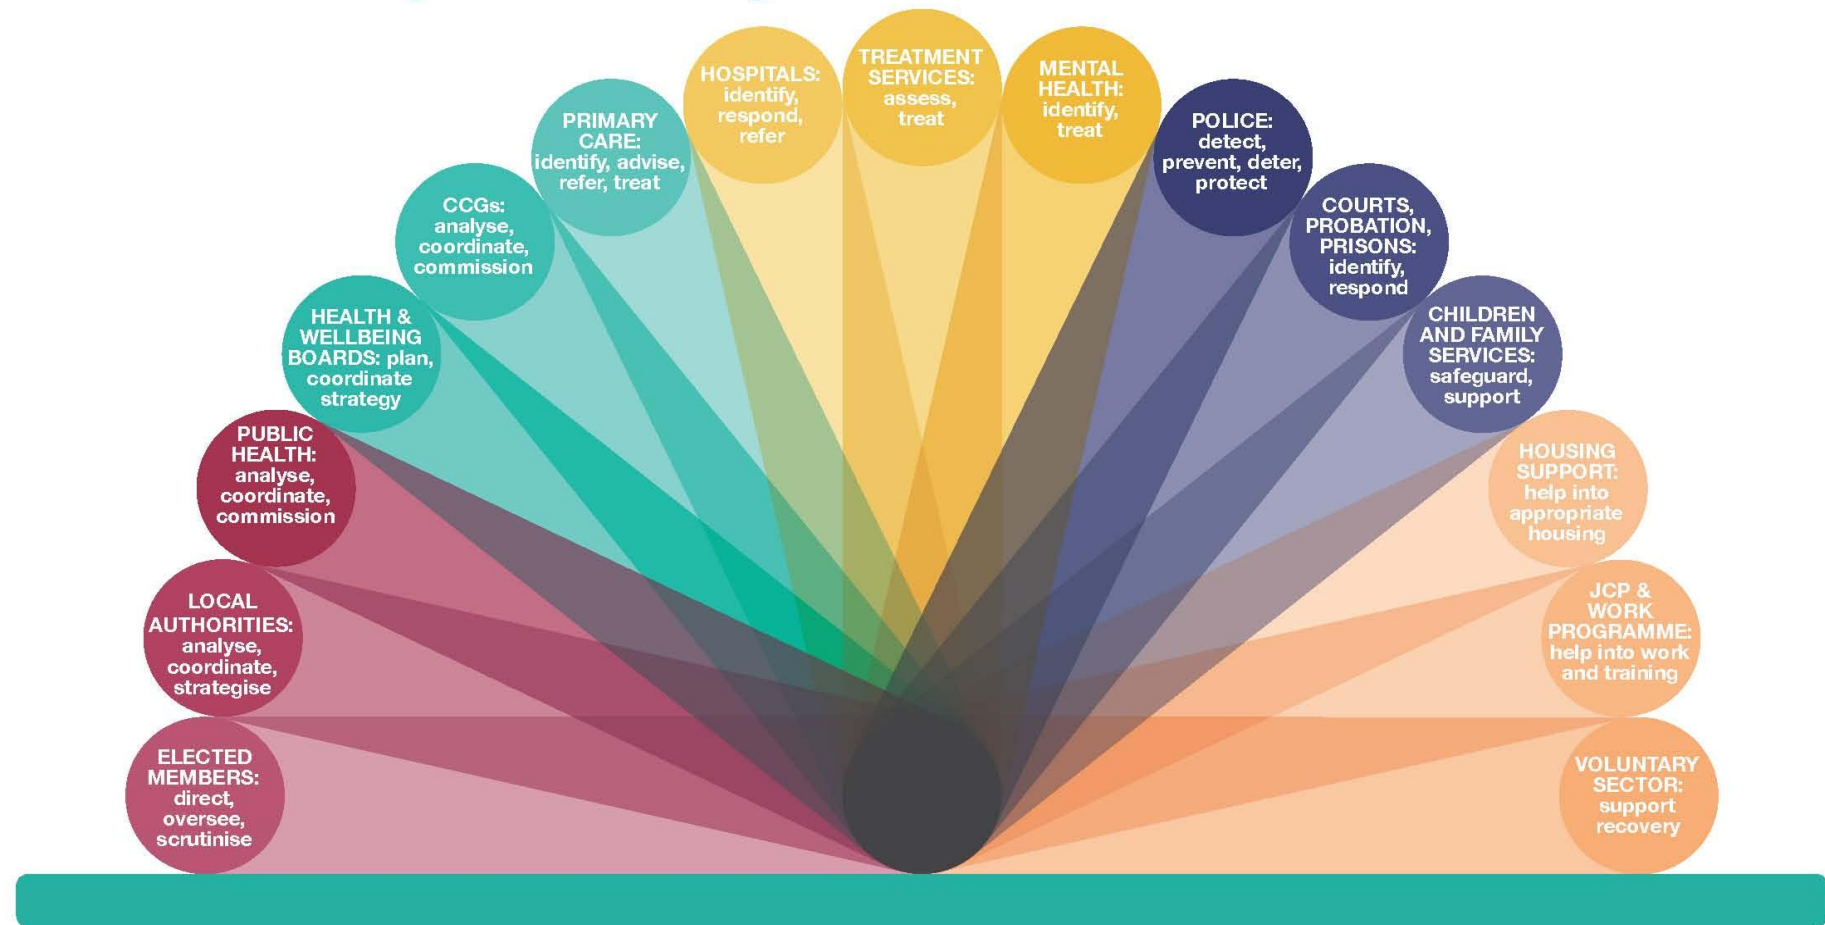 ELECTED
MEMBERS:
direct,
oversee,
scrutinise
LOCAL
AUTHORITIES:
analyse,
coordinate,
strategise
PUBLIC
HEALTH:
analyse,
coordinate,
commission
HEALTH &
WELLBEING
BOARDS: plan,
coordinate
strategy
CCGs:
analyse,
coordinate,
commission
PRIMARY
CARE:
identify, advise,
refer, treat
HOSPITALS:
identify,
respond,
refer
TREATMENT
SERVICES:
assess,
treat
MENTAL
HEALTH:
identify,
treat
POLICE:
detect,
prevent, deter,
protect
COURTS,
PROBATION,
PRISONS:
identify,
respond
CHILDREN
AND FAMILY
SERVICES:
safeguard,
support
HOUSING
SUPPORT:
help into
appropriate
housing
JCP &
WORK
PROGRAMME:
help into work
and training
VOLUNTARY
SECTOR:
support
recovery